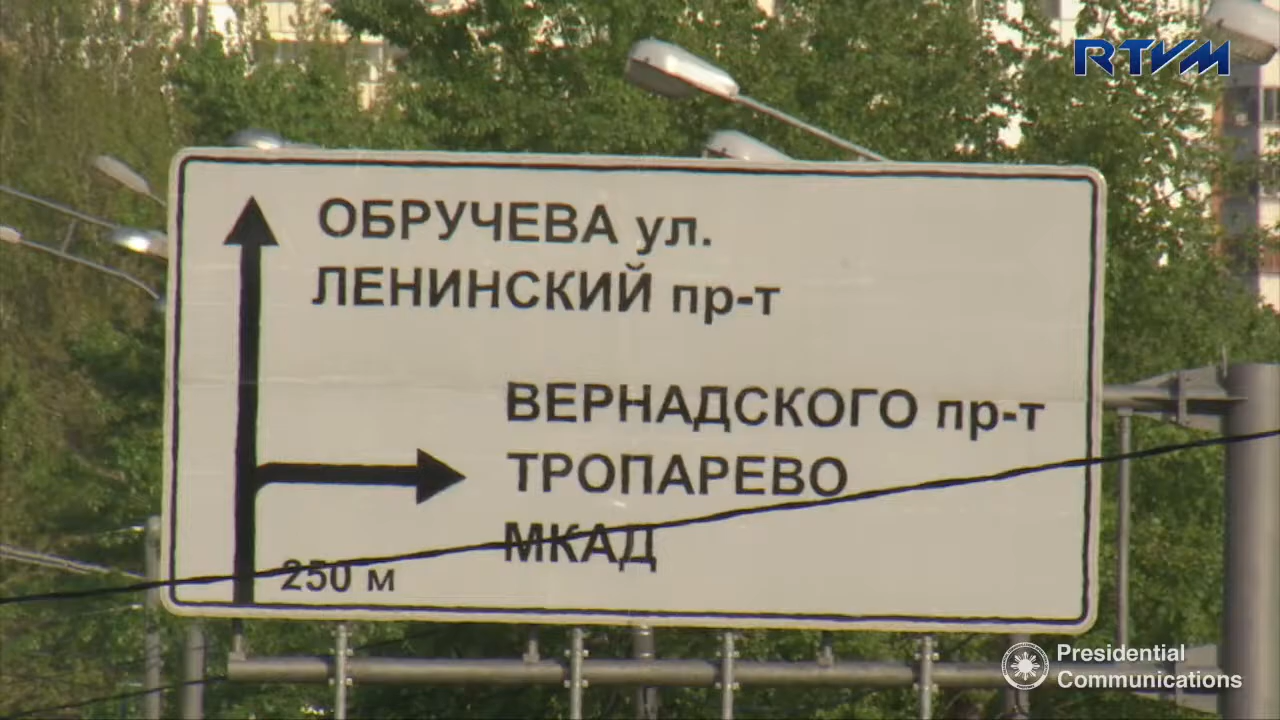 RTVM
ОБРУЧЕВА ул.
ЛЕНИНСКИЙ пр-т
ВЕРНАДСКОГО пр-т
ТРОПАРЕВО
МКАД
250 м
Presidential
Communications